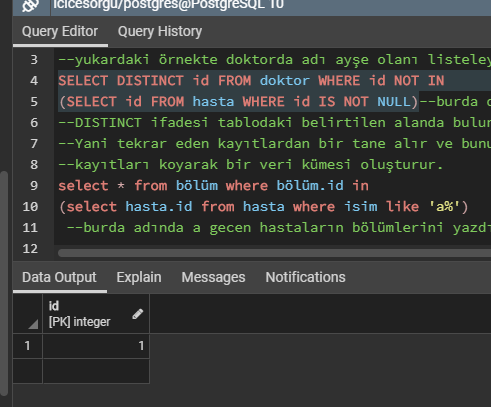 icicesorgu/postgres@PostgreSQL 10
Query Editor Query History
3 --yukardaki örnekte doktorda adı ayşe olanı listeley
4 SELECT DISTINCT id FROM doktor WHERE id NOT IN
5 (SELECT id FROM hasta WHERE id IS NOT NULL)--burda
6 --DISTINCT ifadesi tablodaki belirtilen alanda bulun
7 --Yani tekrar eden kayıtlardan bir tane alır ve bunu
8 --kayıtları koyarak bir veri kümesi oluşturur.
9 select * from bölüm where bölüm.id in
10 (select hasta.id from hasta where isim like 'a%')
11 --burda adında a gecen hastaların bölümlerini yazdı
12
Data Output Explain Messages Notifications
id
[PK] integer
1 1